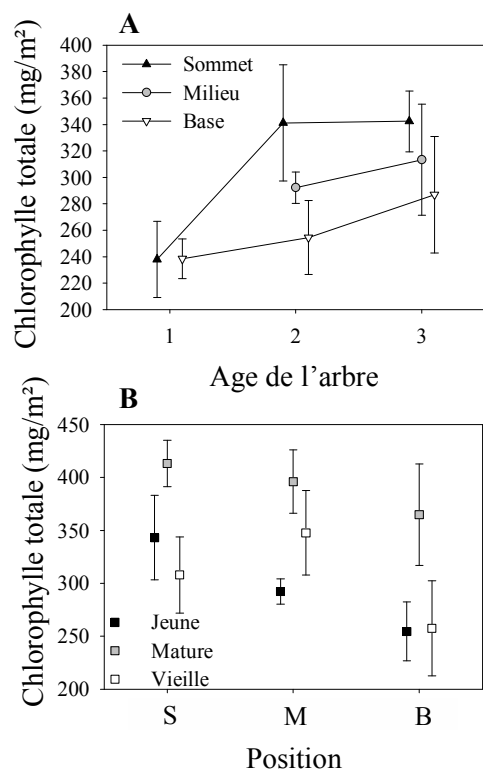 A
Chlorophylle totale (mg/m²)
400
380
360
340
320
300
280
260
240
220
200
Sommet
Milieu
Base
1 2 3
Age de l’arbre
B
Chlorophylle totale (mg/m²)
450
400
350
300
250
200
Jeune
Mature
Vieille
S M B
Position